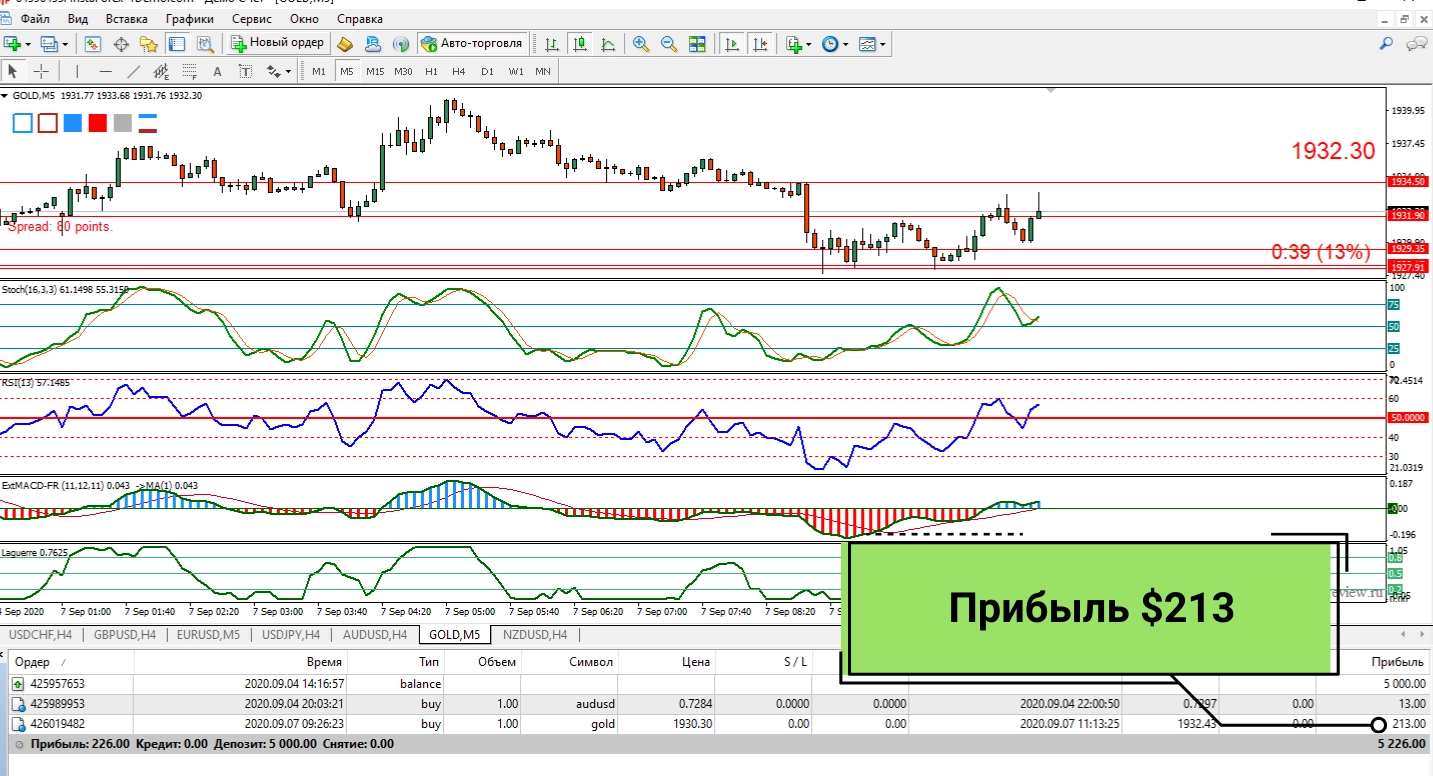 Файл Вид Вставка Графики Сервис Окно Справка
Новый ордер Авто-торговля
A T M1 M5 M15 M30 H1 H4 D1 W1 MN
GOLD,M5 1931.77 1933.68 1931.76 1932.30
1939.95
1937.45
1932.30
1934.50
1931.90
Spread: 80 points.
0:39 (13%)
1929.35
1927.91
1927.40
Stoch(16,3,3) 61.1498 55.3150
100
75
50
25
0
RSI(13) 57.1485
60
50.0000
40
30
21.0319
ExtMACD-FR (11,12,11) 0.043 ->MA(1) 0.043
0.187
-0.196
Laguerre 0.7625
1.05
Sep 2020 7 Sep 01:00 7 Sep 01:40 7 Sep 02:20 7 Sep 03:00 7 Sep 03:40 7 Sep 04:20 7 Sep 05:00 7 Sep 05:40 7 Sep 06:20 7 Sep 07:00 7 Sep 07:40 7 Sep 08:20
Прибыль $213
USDCHF,H4 GBPUSD,H4 EURUSD,M5 USDJPY,H4 AUDUSD,H4 GOLD,M5 NZDUSD,H4
Ордер / Время Тип Объем Символ Цена S / L Прибыль
425957653 2020.09.04 14:16:57 balance 5 000.00
425989953 2020.09.04 20:03:21 buy 1.00 audusd 0.7284 0.0000 0.0000 2020.09.04 22:00:50 0.7297 0.00 13.00
426019482 2020.09.07 09:26:23 buy 1.00 gold 1930.30 0.00 0.00 2020.09.07 11:13:25 1932.43 0.00 213.00
Прибыль: 226.00 Кредит: 0.00 Депозит: 5 000.00 Снятие: 0.00 5 226.00